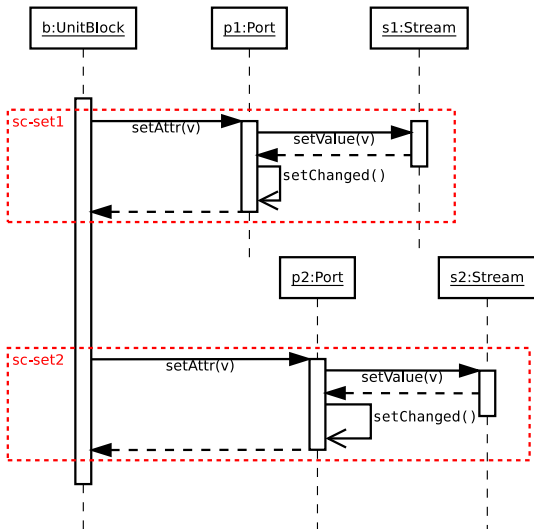 b:UnitBlock
p1:Port
s1:Stream
sc-set1
setAttr(v)
setValue(v)
setChanged()
p2:Port
s2:Stream
sc-set2
setAttr(v)
setValue(v)
setChanged()